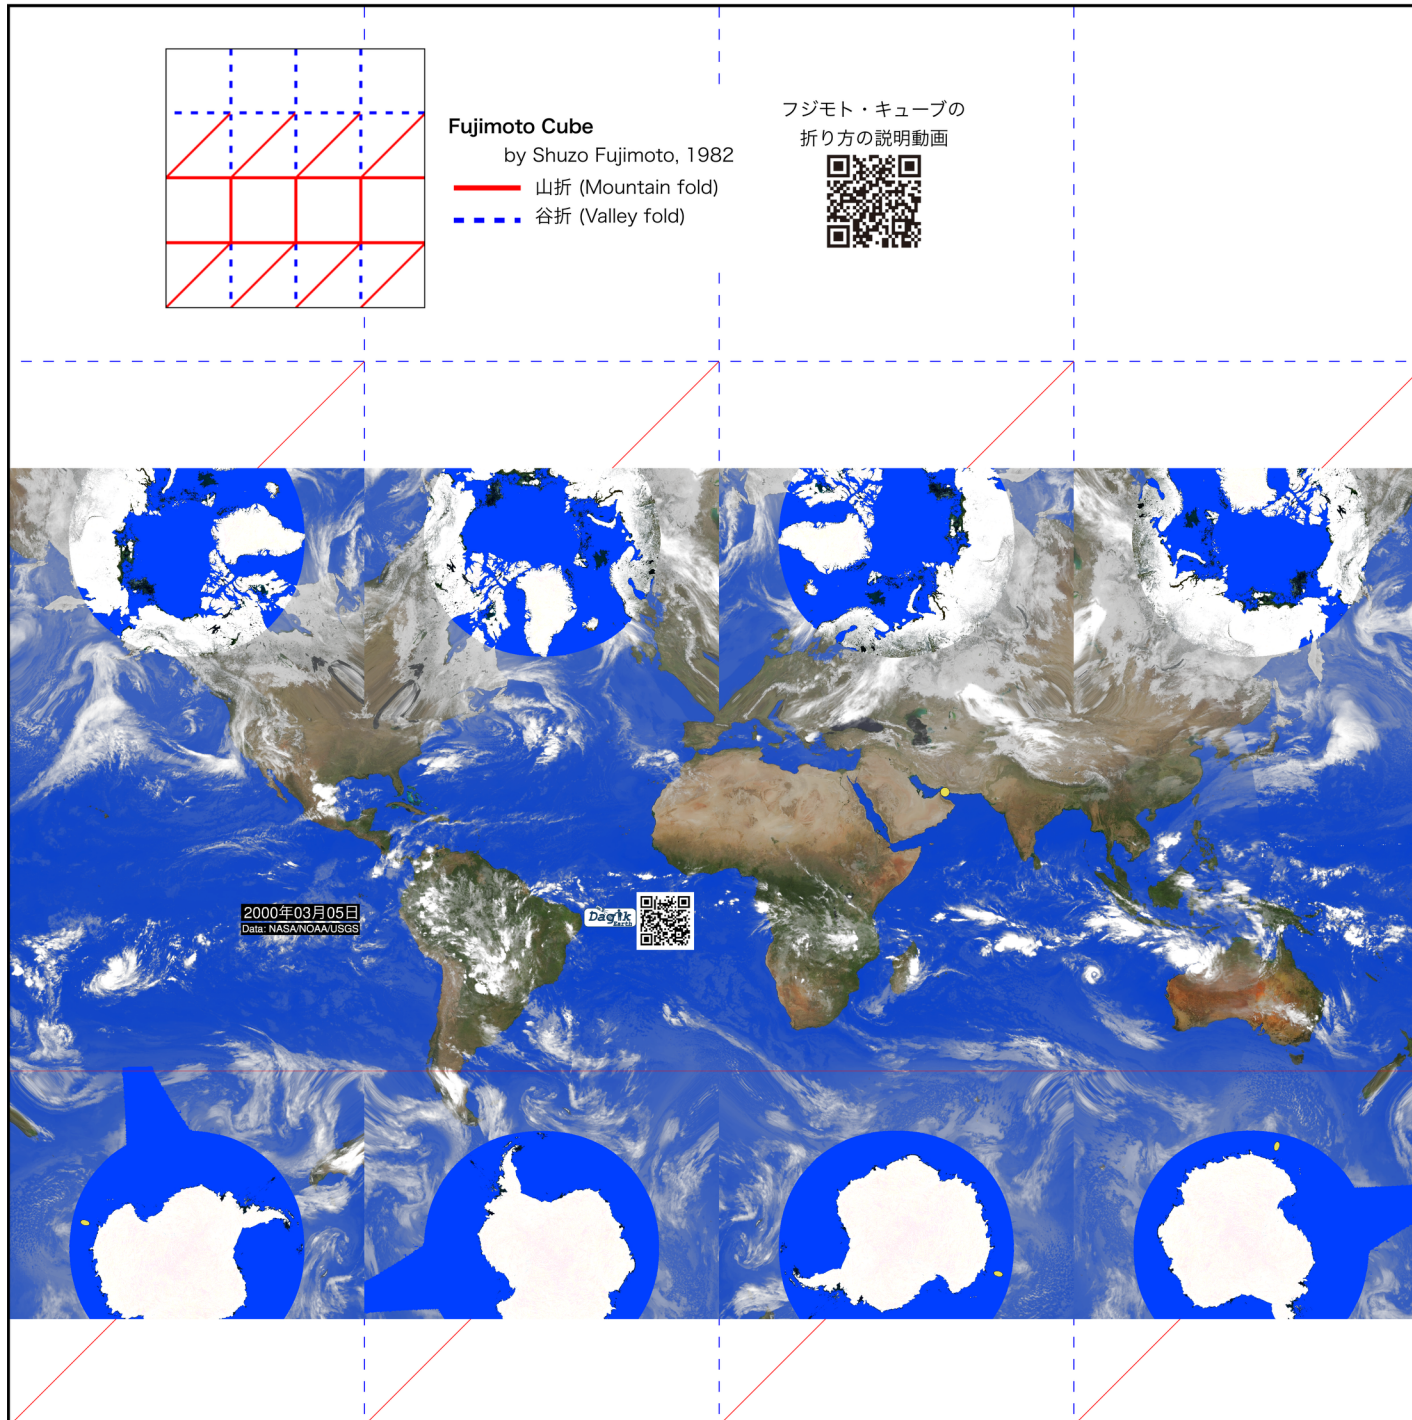 Fujimoto Cube
by Shuzo Fujimoto, 1982
山折 (Mountain fold)
谷折 (Valley fold)
フジモト・キューブの
折り方の説明動画
2000年03月05日
Data: NASA/NOAA/USGS
Dagik
Earth